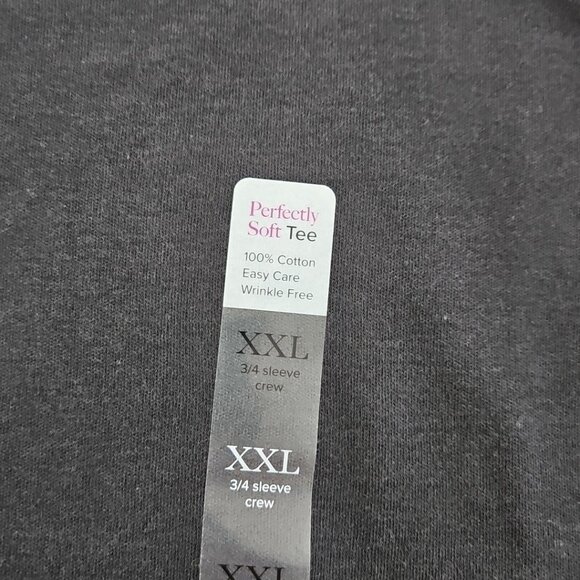 Perfectly
Soft Tee
100% Cotton
Easy Care
Wrinkle Free
XXL
3/4 sleeve
crew
XXL
3/4 sleeve
crew
XXL